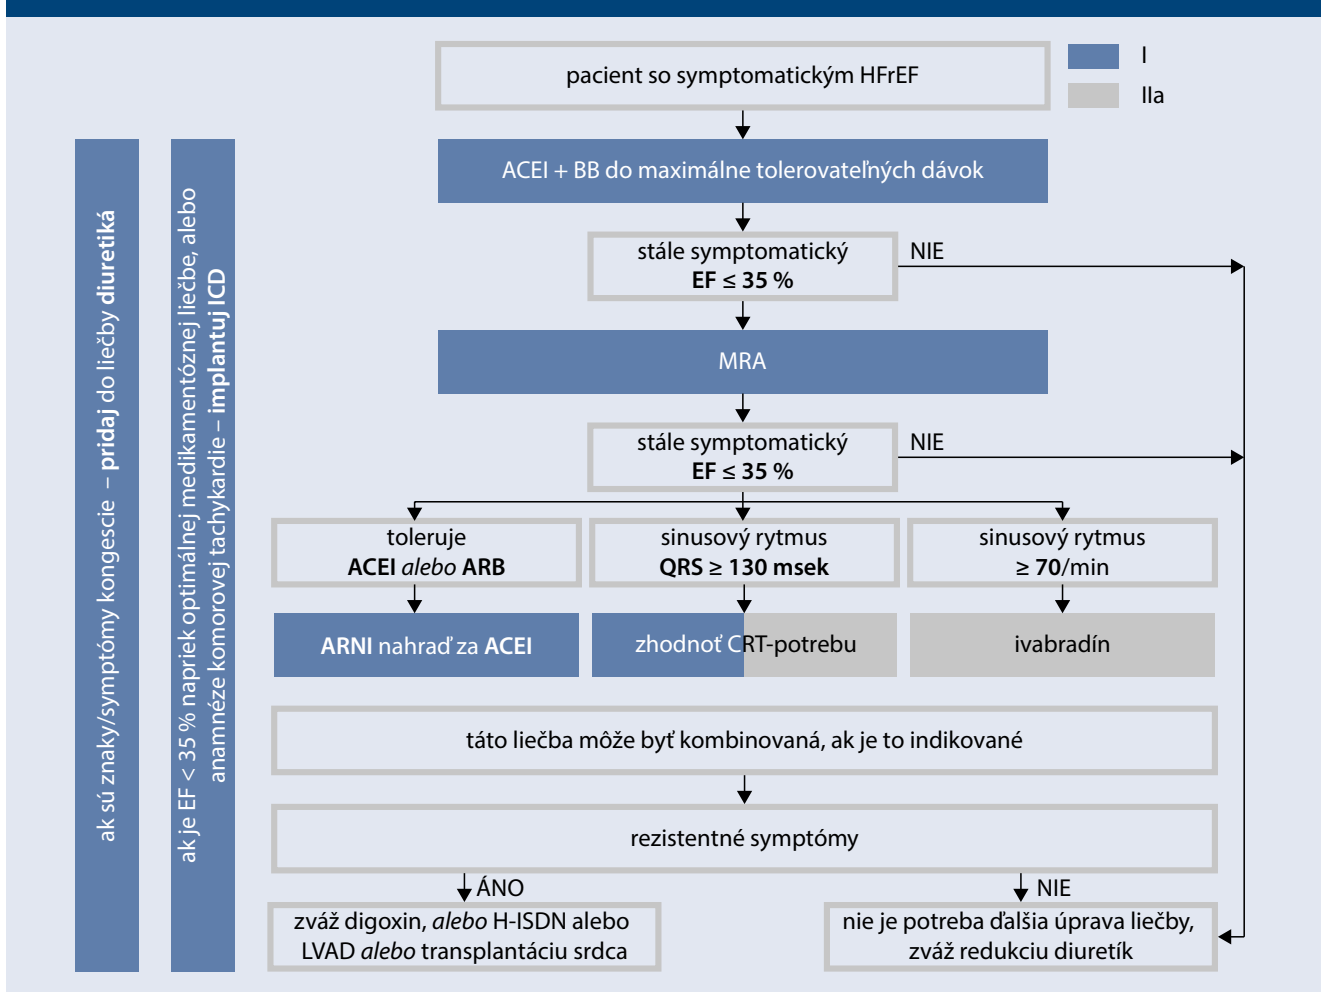 pacient so symptomatickým HFrEF
I
IIa
ACEI + BB do maximálne tolerovateľných dávok
stále symptomatický
EF ≤ 35 %
NIE
MRA
stále symptomatický
EF ≤ 35 %
NIE
toleruje
ACEI alebo ARB
sinusový rytmus
QRS ≥ 130 msek
sinusový rytmus
≥ 70/min
ARNI nahraď za ACEI
zhodnoť CRT-potrebu
ivabradín
táto liečba môže byť kombinovaná, ak je to indikované
rezistentné symptómy
ÁNO
NIE
zváž digoxin, alebo H-ISDN alebo
LVAD alebo transplantáciu srdca
nie je potreba ďalšia úprava liečby,
zváž redukciu diuretík
ak sú znaky/symptómy kongescie – pridaj do liečby diuretiká
ak je EF < 35 % napriek optimálnej medikamentóznej liečbe, alebo
anamnéze komorovej tachykardie – implantuj ICD